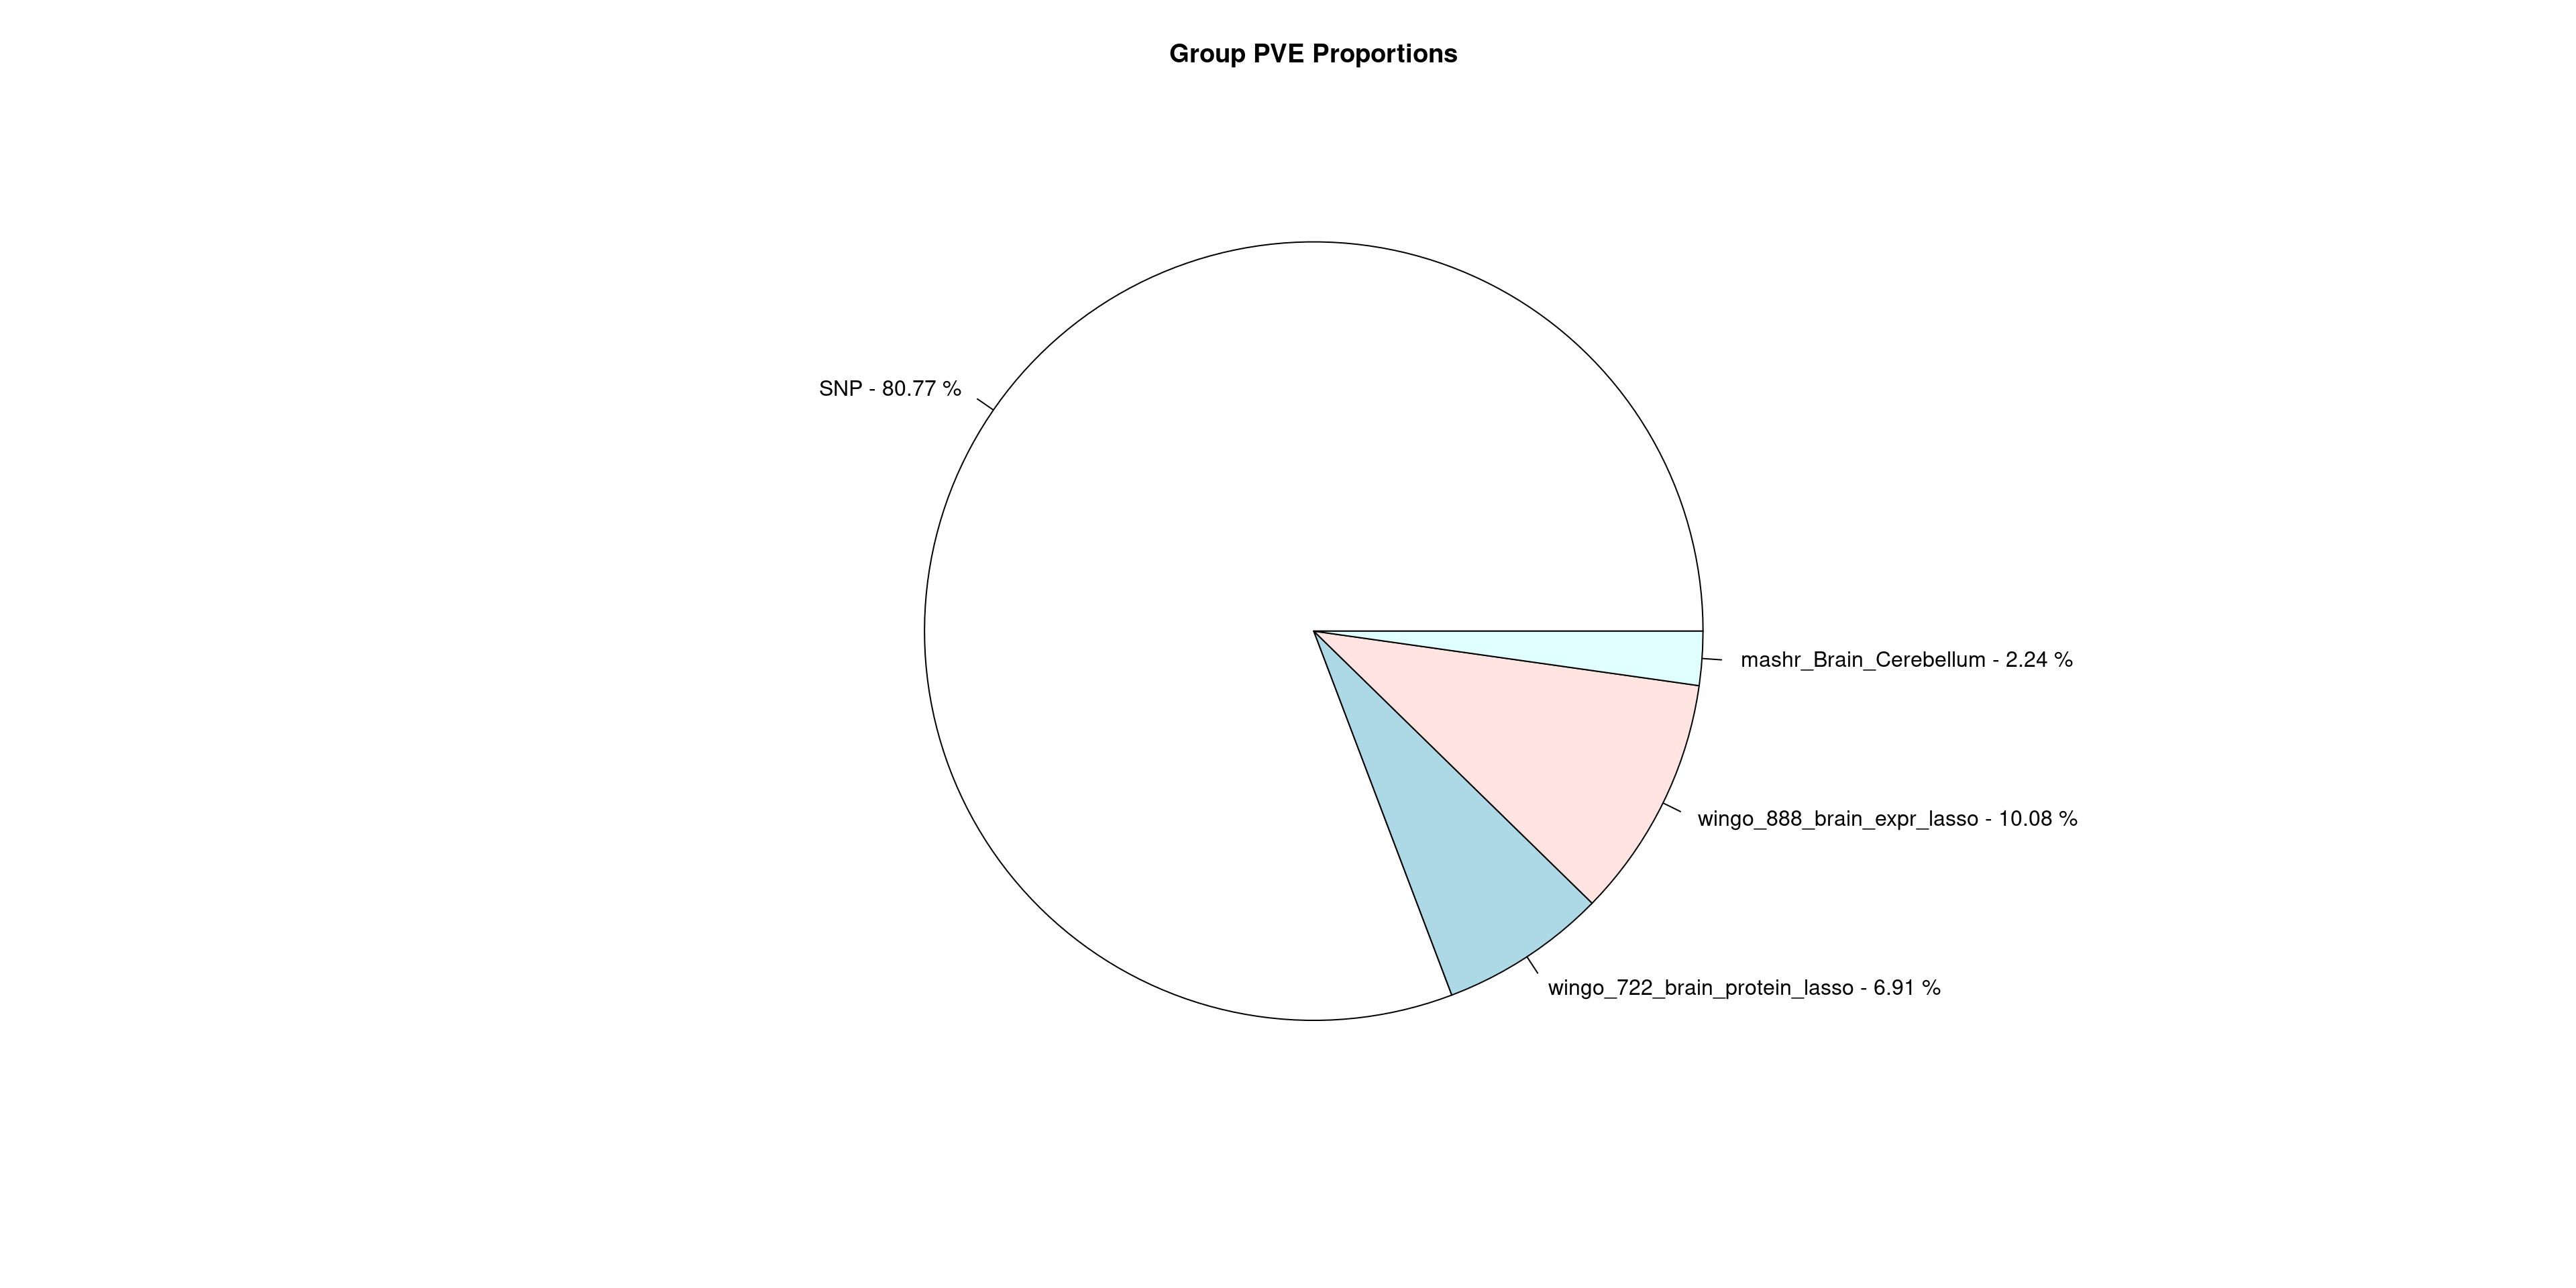 Group PVE Proportions
SNP - 80.77 %
mashr_Brain_Cerebellum - 2.24 %
wingo_888_brain_expr_lasso - 10.08 %
wingo_722_brain_protein_lasso - 6.91 %